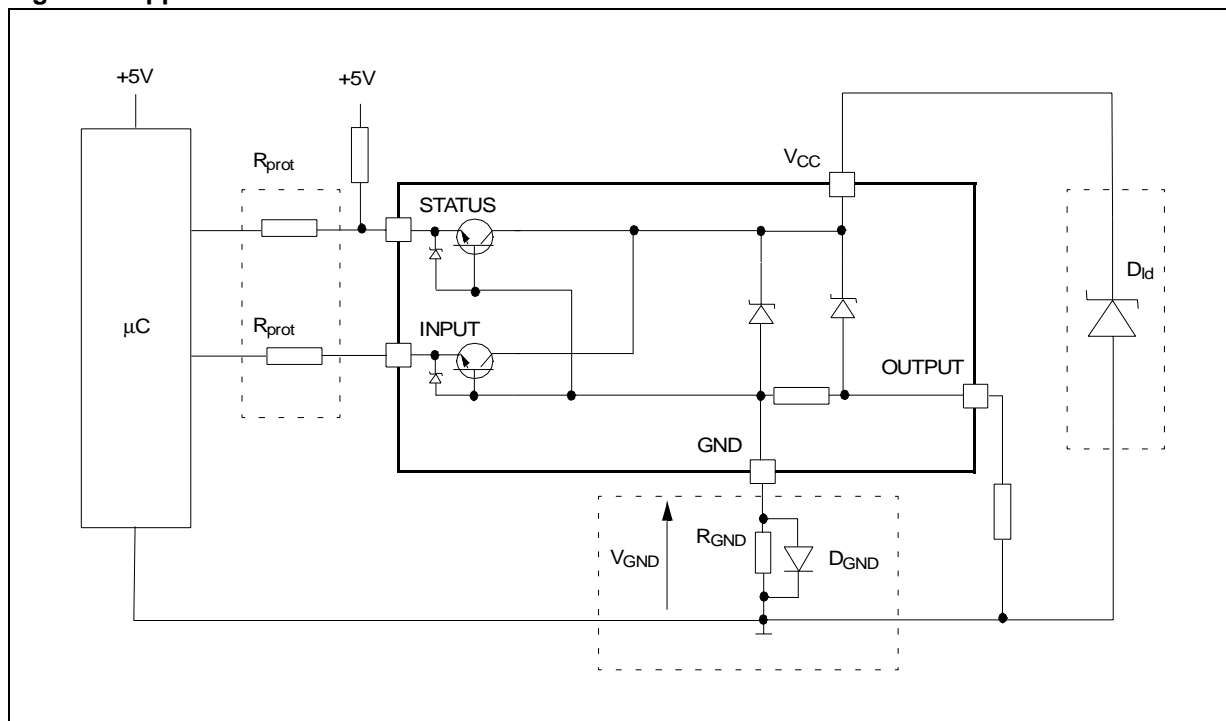 +5V
+5V
R_prot
V_CC
STATUS
D_ld
μC
R_prot
INPUT
OUTPUT
GND
R_GND
V_GND
D_GND